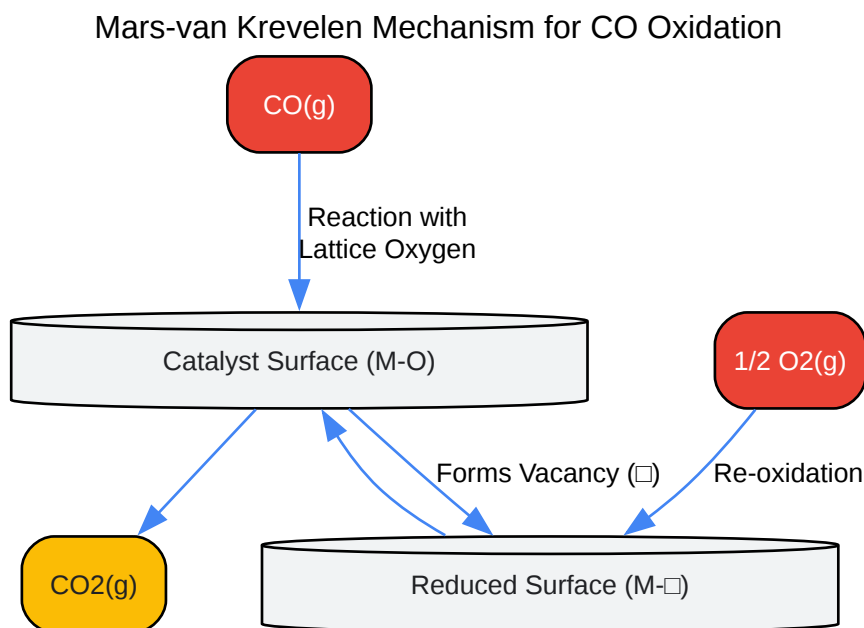 Mars-van Krevelen Mechanism for CO Oxidation
CO(g)
Reaction with
Lattice Oxygen
Catalyst Surface (M-O)
1/2 O2(g)
Forms Vacancy (□)
Re-oxidation
CO2(g)
Reduced Surface (M-□)